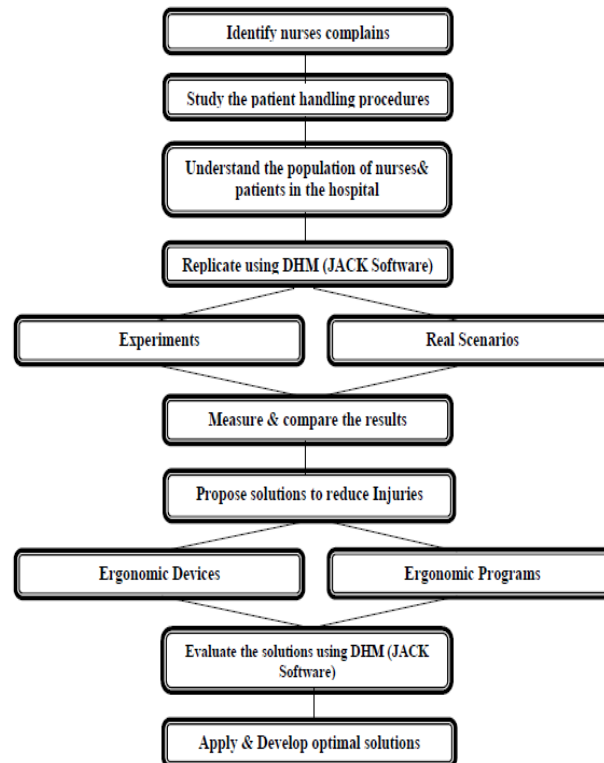 Identify nurses complains
Study the patient handling procedures
Understand the population of nurses&
patients in the hospital
Replicate using DHM (JACK Software)
Experiments
Real Scenarios
Measure & compare the results
Propose solutions to reduce Injuries
Ergonomic Devices
Ergonomic Programs
Evaluate the solutions using DHM (JACK
Software)
Apply & Develop optimal solutions